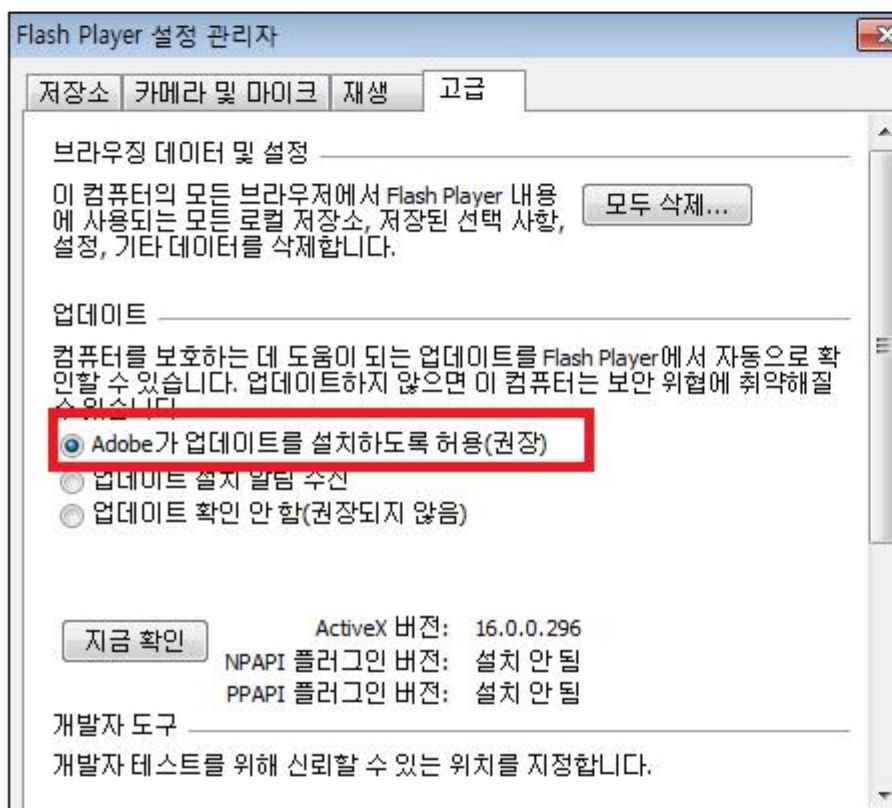 Flash Player 설정 관리자
저장소 카메라 및 마이크 재생 고급
브라우징 데이터 및 설정
이 컴퓨터의 모든 브라우저에서 Flash Player 내용
에 사용되는 모든 로컬 저장소, 저장된 선택 사항,
설정, 기타 데이터를 삭제합니다.
모두 삭제...
업데이트
컴퓨터를 보호하는 데 도움이 되는 업데이트를 Flash Player에서 자동으로 확
인할 수 있습니다. 업데이트하지 않으면 이 컴퓨터는 보안 위협에 취약해질
수 있습니다.
Adobe가 업데이트를 설치하도록 허용(권장)
업데이트 설치 알림 수신
업데이트 확인 안 함(권장되지 않음)
지금 확인
ActiveX 버전: 16.0.0.296
NPAPI 플러그인 버전: 설치 안 됨
PPAPI 플러그인 버전: 설치 안 됨
개발자 도구
개발자 테스트를 위해 신뢰할 수 있는 위치를 지정합니다.